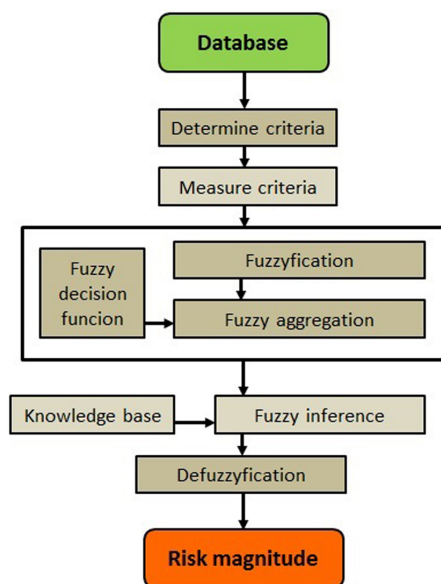 Database
Determine criteria
Measure criteria
Fuzzyfication
Fuzzy
decision
funcion
Fuzzy aggregation
Knowledge base
Fuzzy inference
Defuzzyfication
Risk magnitude